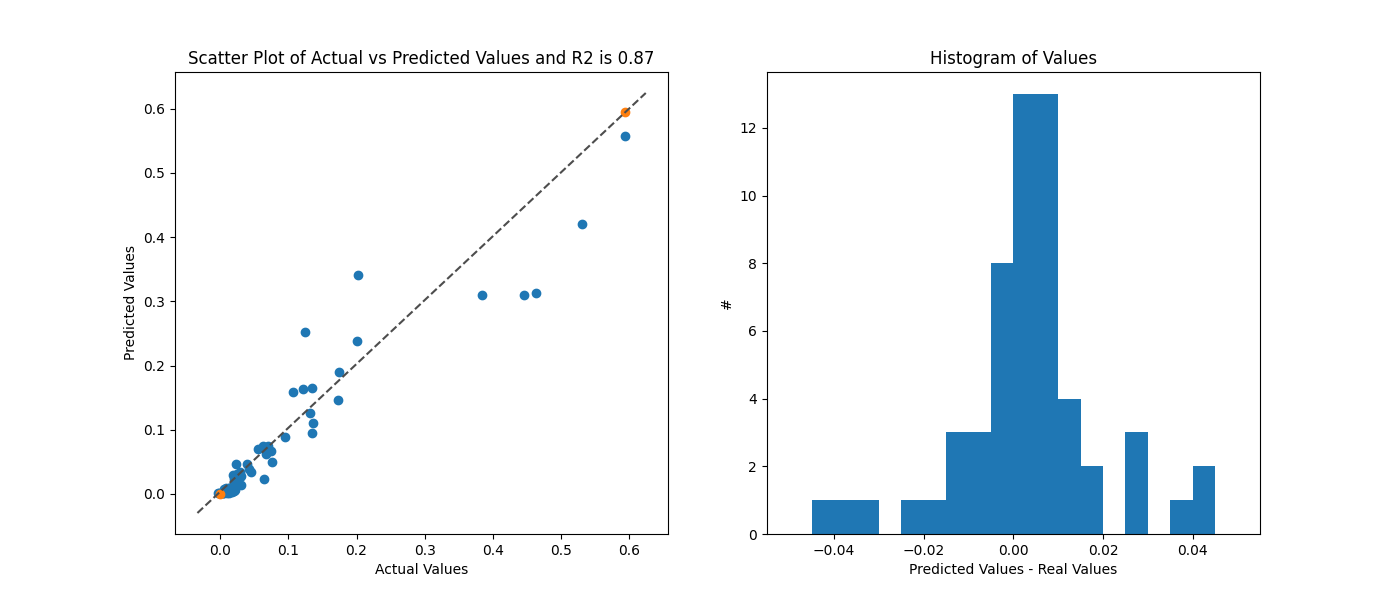 Scatter Plot of Actual vs Predicted Values and R2 is 0.87
Predicted Values
0.6
0.5
0.4
0.3
0.2
0.1
0.0
0.0 0.1 0.2 0.3 0.4 0.5 0.6
Actual Values
Histogram of Values
#
12
10
8
6
4
2
0
−0.04 −0.02 0.00 0.02 0.04
Predicted Values - Real Values